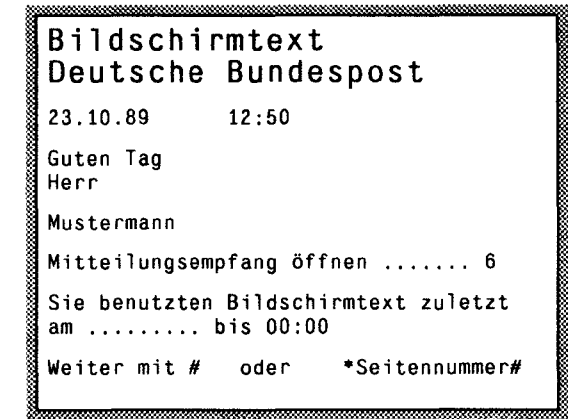 Bildschirmtext
Deutsche Bundespost
23.10.89 12:50
Guten Tag
Herr
Mustermann
Mitteilungsempfang öffnen ....... 6
Sie benutzten Bildschirmtext zuletzt
am ......... bis 00:00
Weiter mit # oder *Seitennummer#